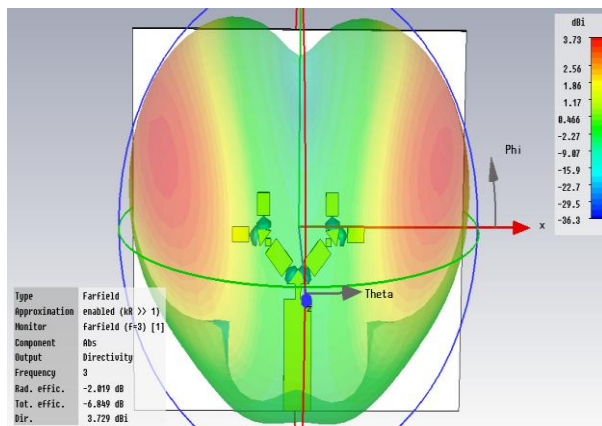 dBi
3.73
2.56
1.86
1.17
0.466
-2.27
-9.07
-15.9
-22.7
-29.5
-36.3
Phi
x
Theta
z
Type Farfield
Approximation enabled (kR >> 1)
Monitor farfield (f=3) [1]
Component Abs
Output Directivity
Frequency 3
Rad. effic. -2.019 dB
Tot. effic. -6.849 dB
Dir. 3.729 dBi